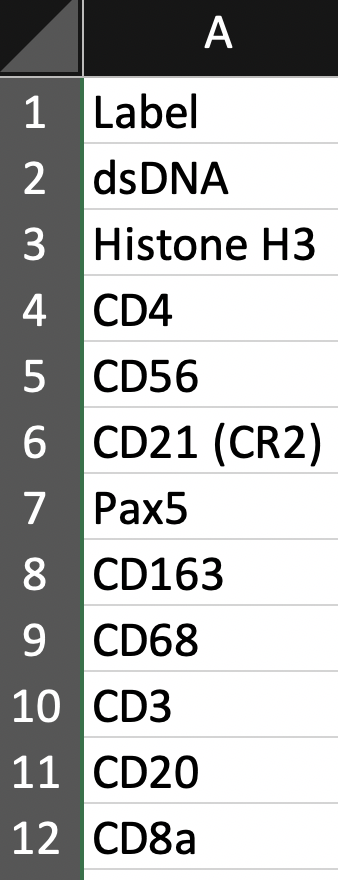 A
1 Label
2 dsDNA
3 Histone H3
4 CD4
5 CD56
6 CD21 (CR2)
7 Pax5
8 CD163
9 CD68
10 CD3
11 CD20
12 CD8a